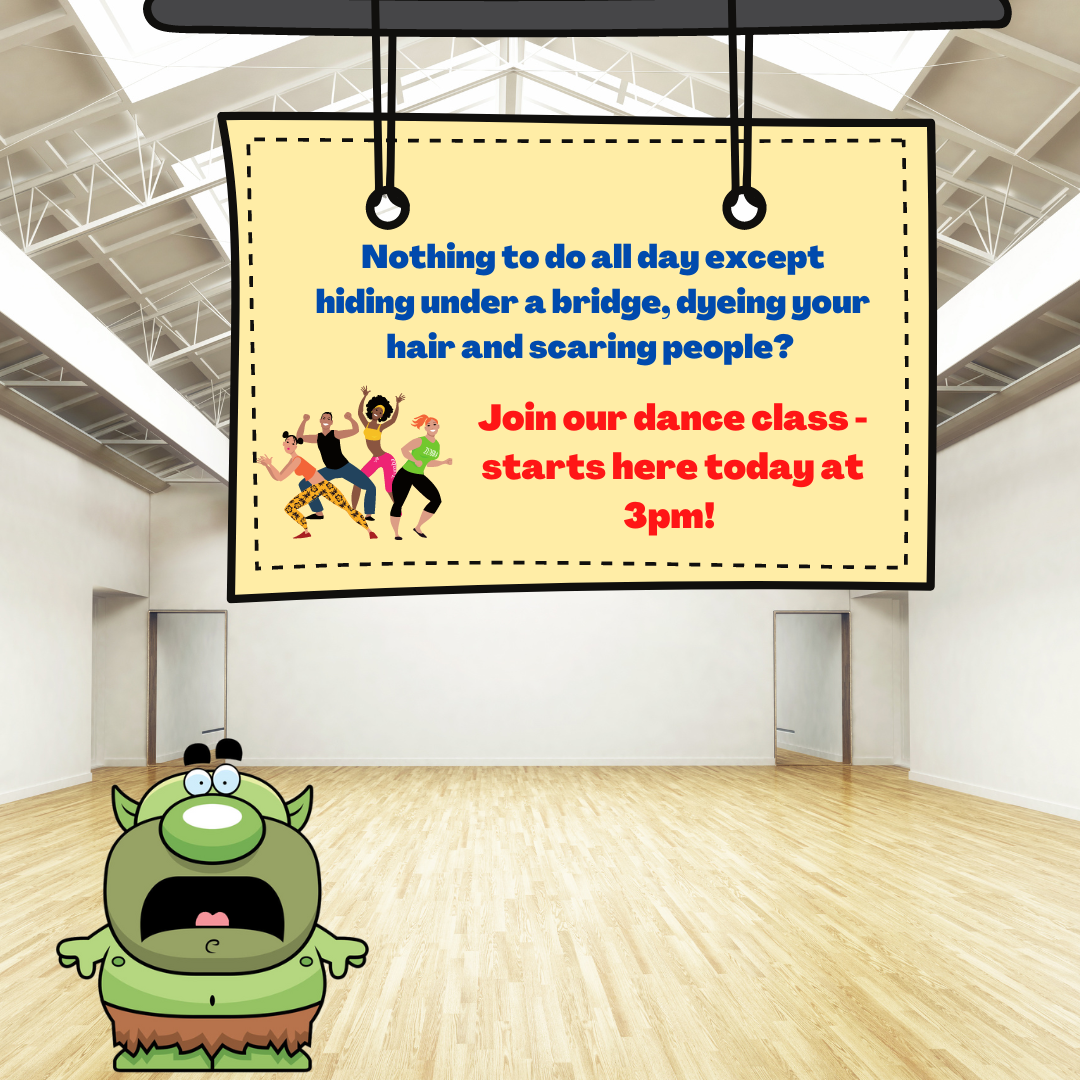 Nothing to do all day except
hiding under a bridge, dyeing your
hair and scaring people?
Join our dance class -
starts here today at
3pm!